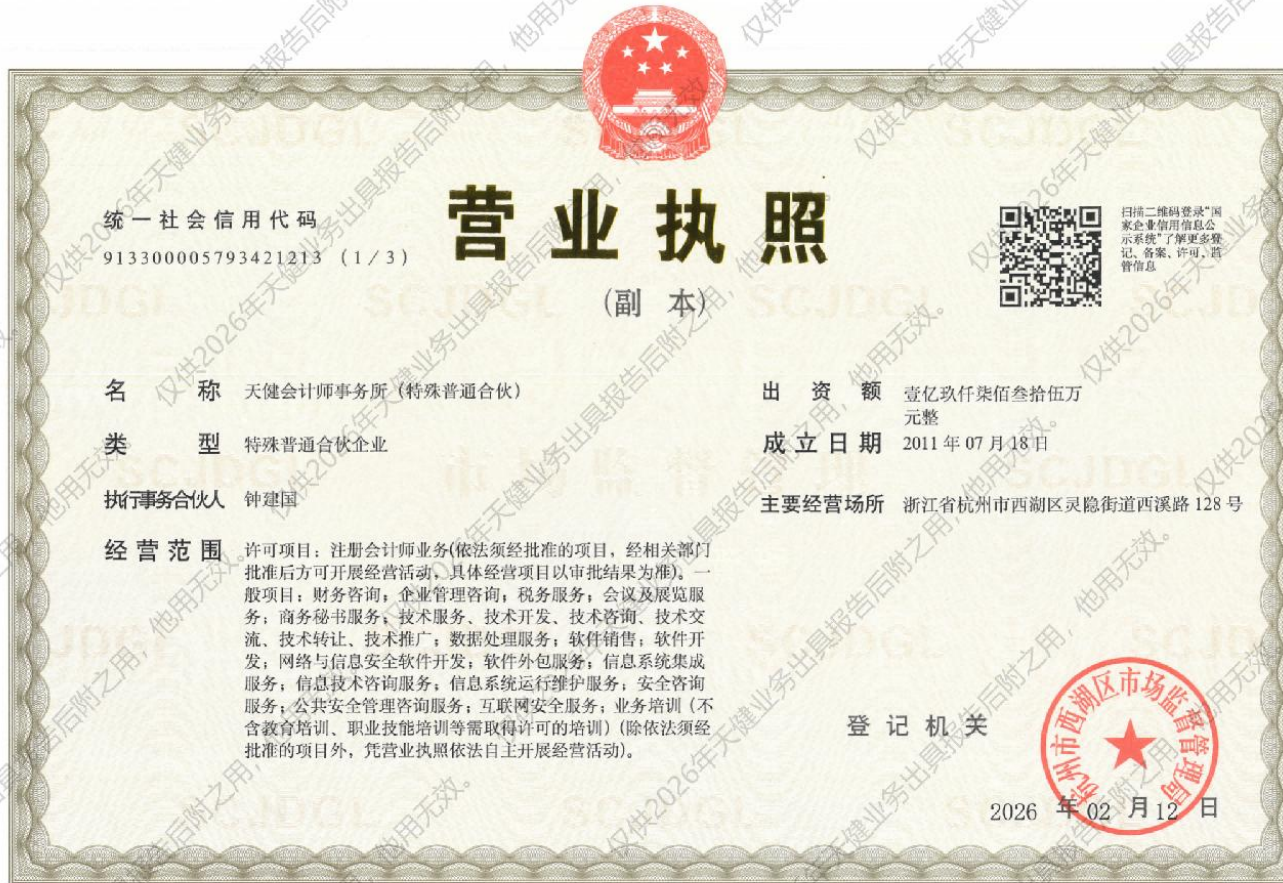 营业执照
(副 本)
统一社会信用代码
913300005793421213 (1/3)
扫描二维码登录“国
家企业信用信息公
示系统”了解更多登
记、备案、许可、监
管信息
名 称 天健会计师事务所（特殊普通合伙）
类 型 特殊普通合伙企业
执行事务合伙人 钟建国
经营范围 许可项目：注册会计师业务(依法须经批准的项目，经相关部门
批准后方可开展经营活动，具体经营项目以审批结果为准)。一
般项目：财务咨询；企业管理咨询；税务服务；会议及展览服
务；商务秘书服务；技术服务、技术开发、技术咨询、技术交
流、技术转让、技术推广；数据处理服务；软件销售；软件开
发；网络与信息安全软件开发；软件外包服务；信息系统集成
服务；信息技术咨询服务；信息系统运行维护服务；安全咨询
服务；公共安全管理咨询服务；互联网安全服务；业务培训（不
含教育培训、职业技能培训等需取得许可的培训）(除依法须经
批准的项目外，凭营业执照依法自主开展经营活动)。
出 资 额 壹亿玖仟柒佰叁拾伍万
元整
成立日期 2011年07月18日
主要经营场所 浙江省杭州市西湖区灵隐街道西溪路128号
登记机关
杭州市西湖区市场监督管理局
2026 年 02 月 12 日
仅供2026年天健业务出具报告后附之用，他用无效。
SCJDGL
市场监督管理